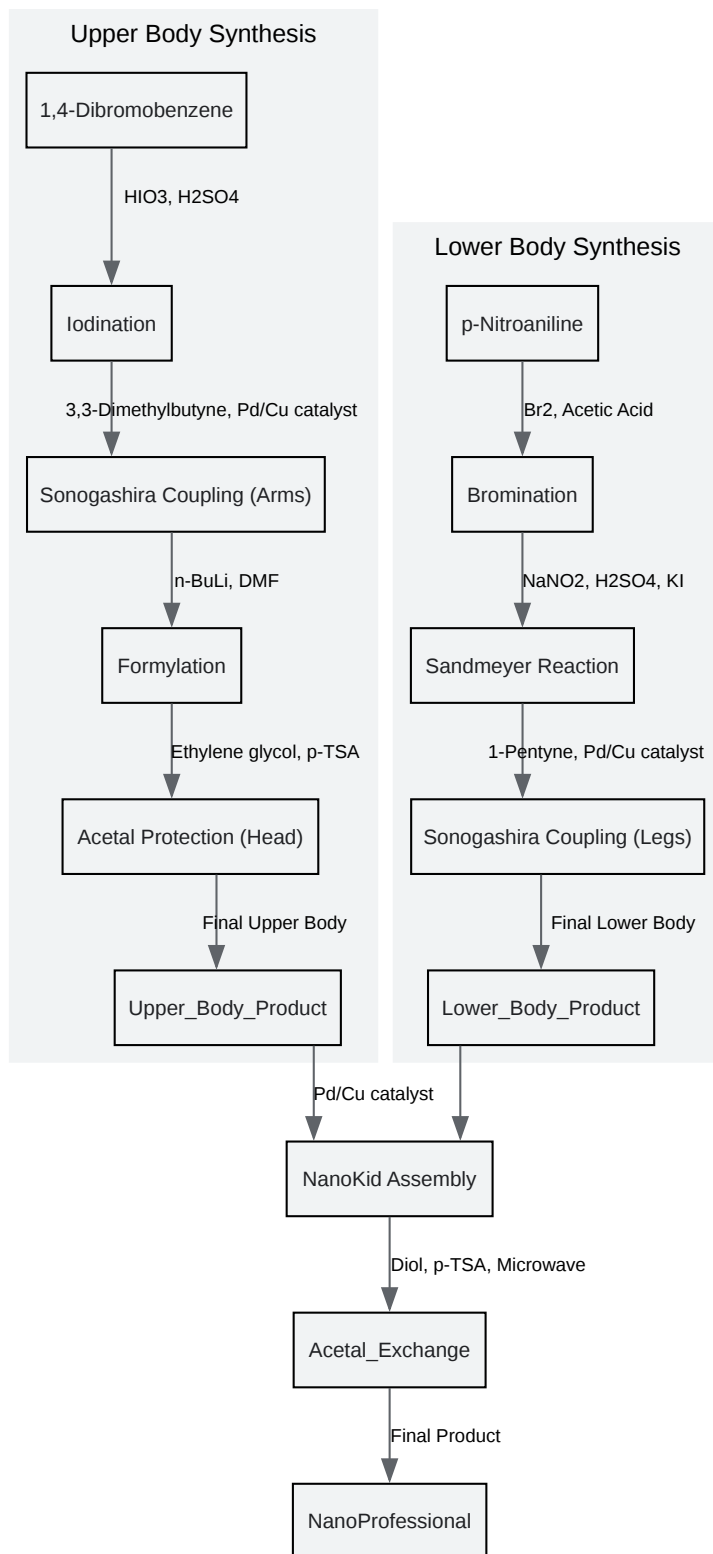 Upper Body Synthesis
1,4-Dibromobenzene
HIO3, H2SO4
Iodination
3,3-Dimethylbutyne, Pd/Cu catalyst
Sonogashira Coupling (Arms)
n-BuLi, DMF
Formylation
Ethylene glycol, p-TSA
Acetal Protection (Head)
Final Upper Body
Upper_Body_Product
Lower Body Synthesis
p-Nitroaniline
Br2, Acetic Acid
Bromination
NaNO2, H2SO4, KI
Sandmeyer Reaction
1-Pentyne, Pd/Cu catalyst
Sonogashira Coupling (Legs)
Final Lower Body
Lower_Body_Product
Pd/Cu catalyst
NanoKid Assembly
Diol, p-TSA, Microwave
Acetal_Exchange
Final Product
NanoProfessional